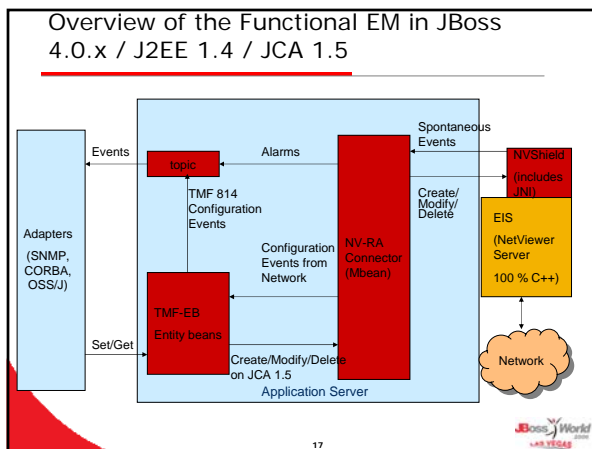 Overview of the Functional EM in JBoss
4.0.x / J2EE 1.4 / JCA 1.5
Spontaneous
Events
Events
topic
Alarms
NVShield
(includes
JNI)
TMF 814
Configuration
Events
Create/
Modify/
Delete
Adapters
(SNMP,
CORBA,
OSS/J)
Configuration
Events from
Network
NV-RA
Connector
(Mbean)
EIS
(NetViewer
Server
100 % C++)
TMF-EB
Entity beans
Set/Get
Create/Modify/Delete
on JCA 1.5
Network
Application Server
17
JBoss World
LAS VEGAS